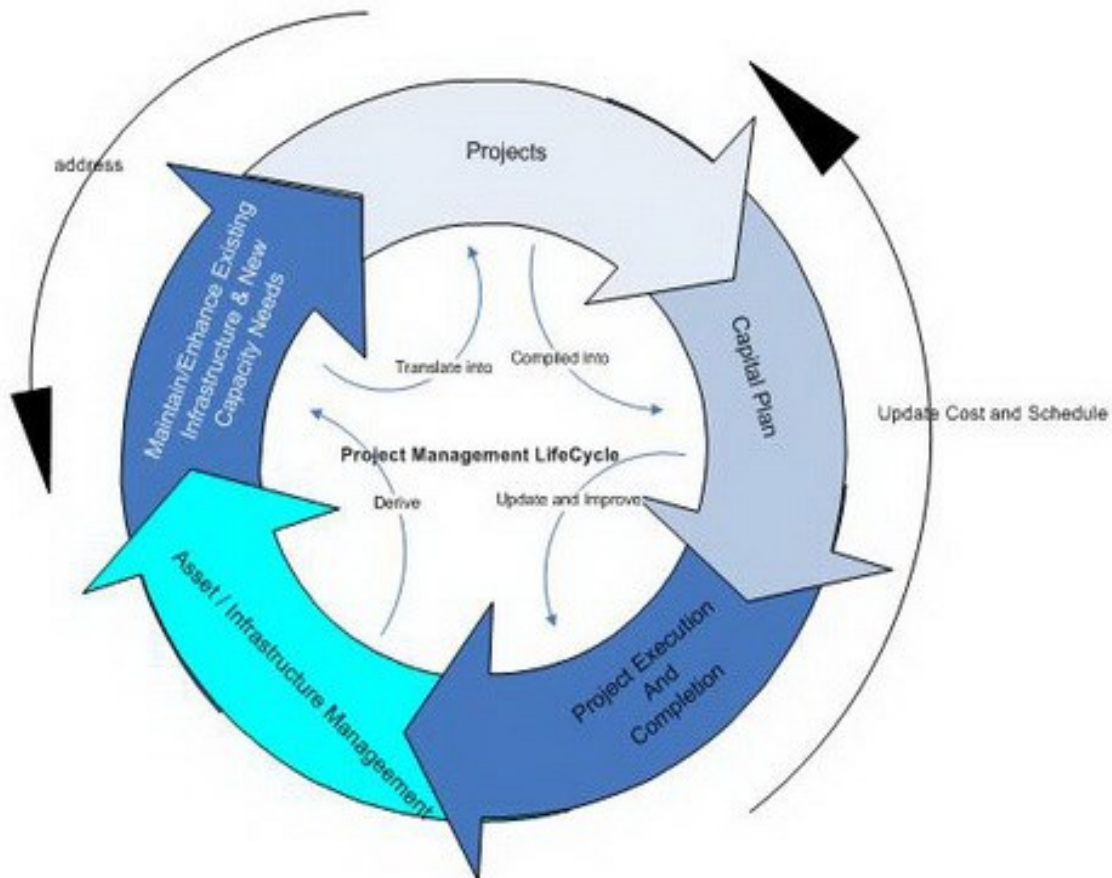 address
Projects
Maintain/Enhance Existing
Infrastructure & New
Capacity Needs
Capital Plan
Translate into
Compiled into
Update Cost and Schedule
Project Management LifeCycle
Derive
Update and Improve
Asset / Infrastructure Manageement
Project Execution
And
Completion